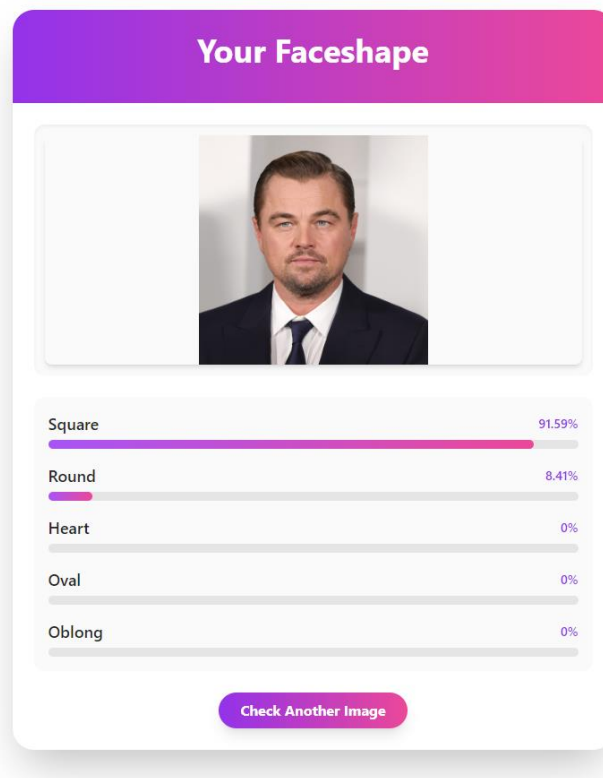 Your Faceshape
Square 91.59%
Round 8.41%
Heart 0%
Oval 0%
Oblong 0%
Check Another Image